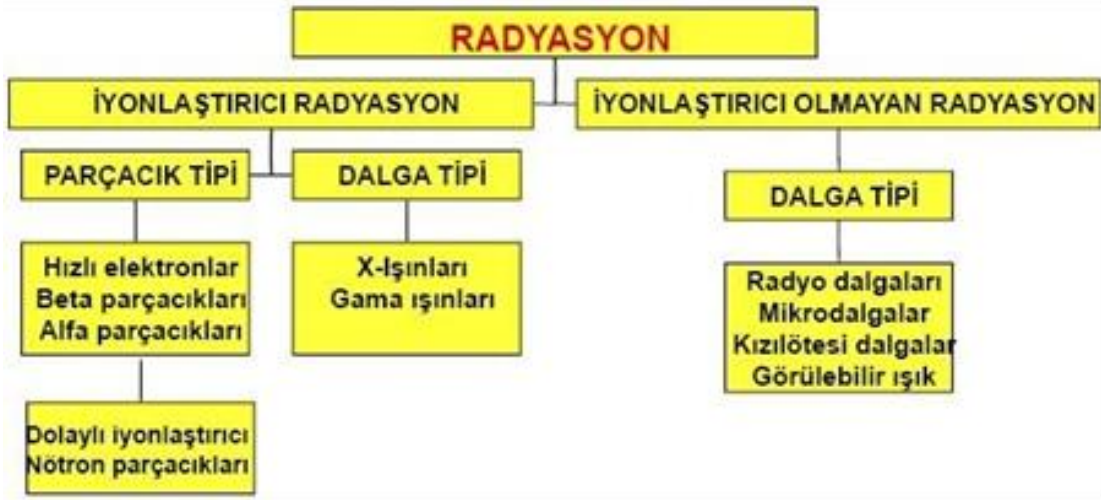 RADYASYON
İYONLAŞTIRICI RADYASYON
İYONLAŞTIRICI OLMAYAN RADYASYON
PARÇACIK TİPİ
DALGA TİPİ
DALGA TİPİ
Hızlı elektronlar
Beta parçacıkları
Alfa parçacıkları
X-Işınları
Gama ışınları
Radyo dalgaları
Mikrodalgalar
Kızılötesi dalgalar
Görülebilir ışık
Dolaylı iyonlaştırıcı
Nötron parçacıkları